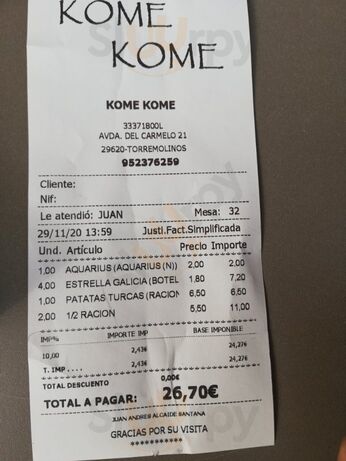 KOME
KOME
KOME KOME
33371800L
AVDA. DEL CARMELO 21
29620-TORREMOLINOS
952376259
Cliente:
Nif:
Le atendió: JUAN Mesa: 32
29/11/20 13:59 Justi.Fact.Simplificada
Und. Artículo Precio Importe
1,00 AQUARIUS (AQUARIUS (N)) 2,00 2,00
4,00 ESTRELLA GALICIA (BOTEL 1,80 7,20
1,00 PATATAS TURCAS (RACION 6,50 6,50
2,00 1/2 RACION 5,50 11,00
IMP% IMPORTE IMP BASE IMPONIBLE
10,00 2,43€ 24,27€
T. IMP .... 2,43€ 24,27€
TOTAL DESCUENTO 0,00€
TOTAL A PAGAR: 26,70€
JUAN ANDRES ALCAIDE SANTANA
GRACIAS POR SU VISITA
***********